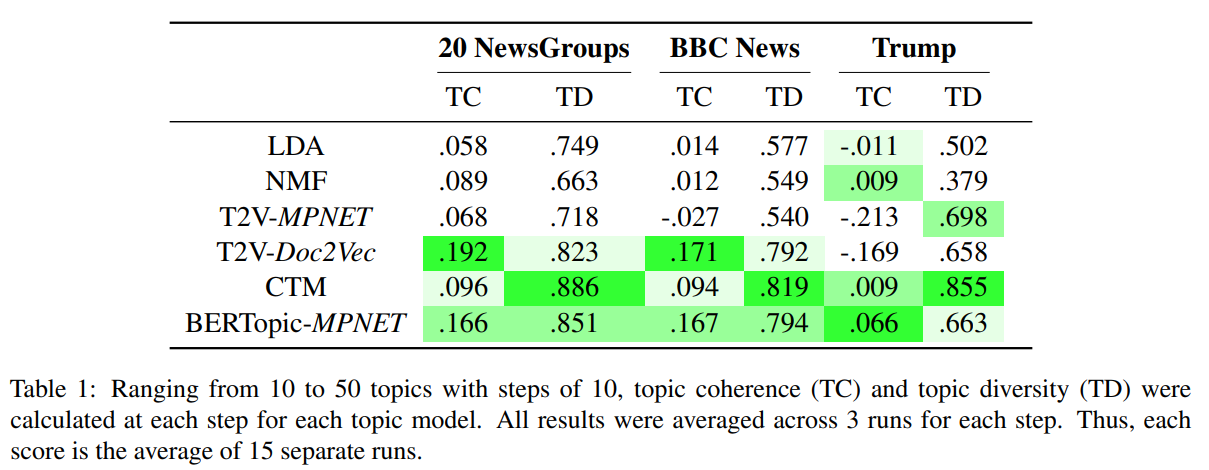 20 NewsGroups BBC News Trump
TC TD TC TD TC TD
LDA .058 .749 .014 .577 -.011 .502
NMF .089 .663 .012 .549 .009 .379
T2V-MPNET .068 .718 -.027 .540 -.213 .698
T2V-Doc2Vec .192 .823 .171 .792 -.169 .658
CTM .096 .886 .094 .819 .009 .855
BERTopic-MPNET .166 .851 .167 .794 .066 .663
Table 1: Ranging from 10 to 50 topics with steps of 10, topic coherence (TC) and topic diversity (TD) were
calculated at each step for each topic model. All results were averaged across 3 runs for each step. Thus, each
score is the average of 15 separate runs.